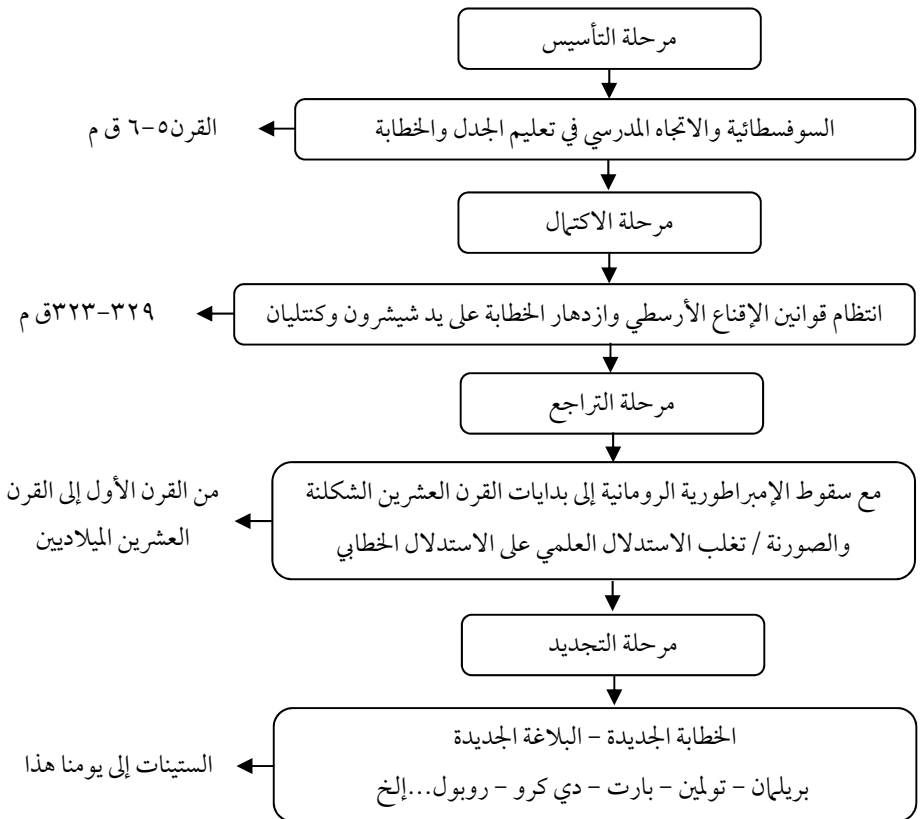 مرحلة التأسيس
السوفسطائية والاتجاه المدرسي في تعليم الجدل والخطابة
القرن٥-٦ ق م
مرحلة الاكتمال
انتظام قوانين الإقناع الأرسطي وازدهار الخطابة على يد شيشرون وكنتليان
٣٢٩-٣٢٣ق م
مرحلة التراجع
مع سقوط الإمبراطورية الرومانية إلى بدايات القرن العشرين الشكلنة
والصورنة / تغلب الاستدلال العلمي على الاستدلال الخطابي
من القرن الأول إلى القرن
العشرين الميلاديين
مرحلة التجديد
الخطابة الجديدة – البلاغة الجديدة
بريلمان – تولمين – بارت – دي كرو – روبول...إلخ
الستينات إلى يومنا هذا